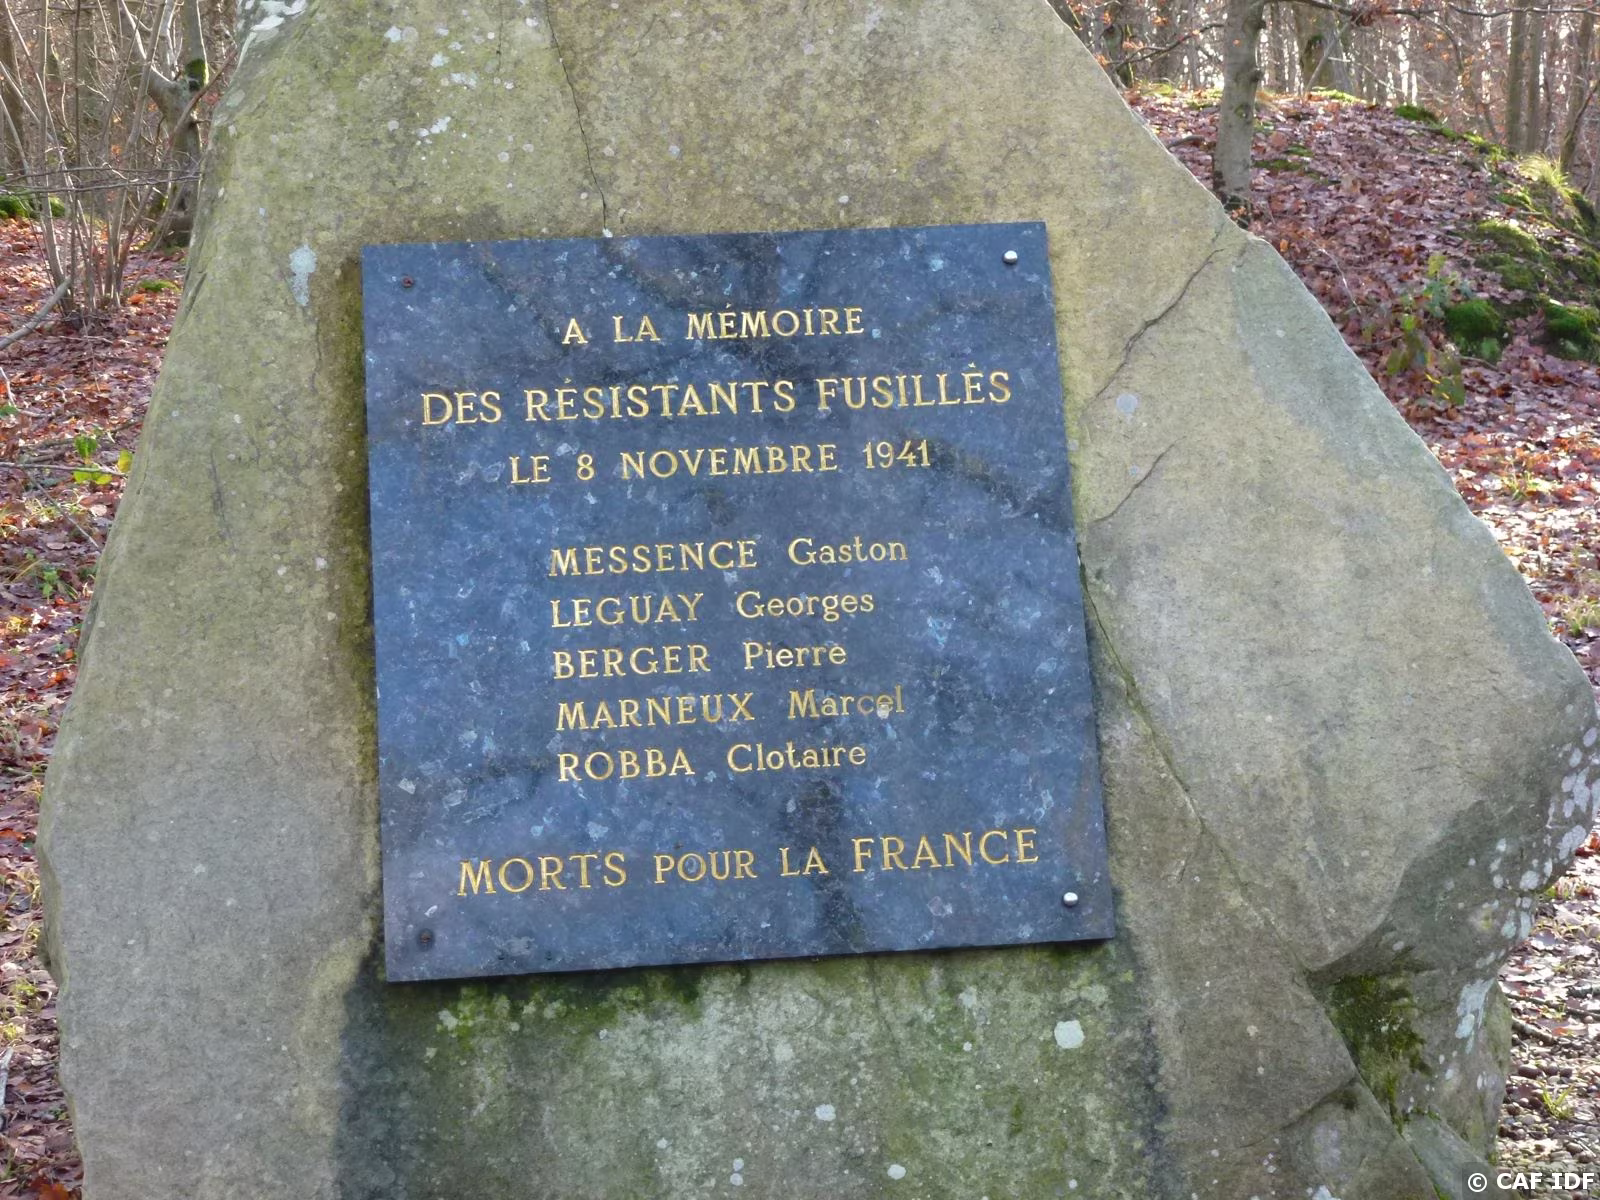 A LA MÉMOIRE
DES RÉSISTANTS FUSILLÉS
LE 8 NOVEMBRE 1941
MESSENCE Gaston
LEGUAY Georges
BERGER Pierre
MARNEUX Marcel
ROBBA Clotaire
MORTS POUR LA FRANCE
© CAF IDF